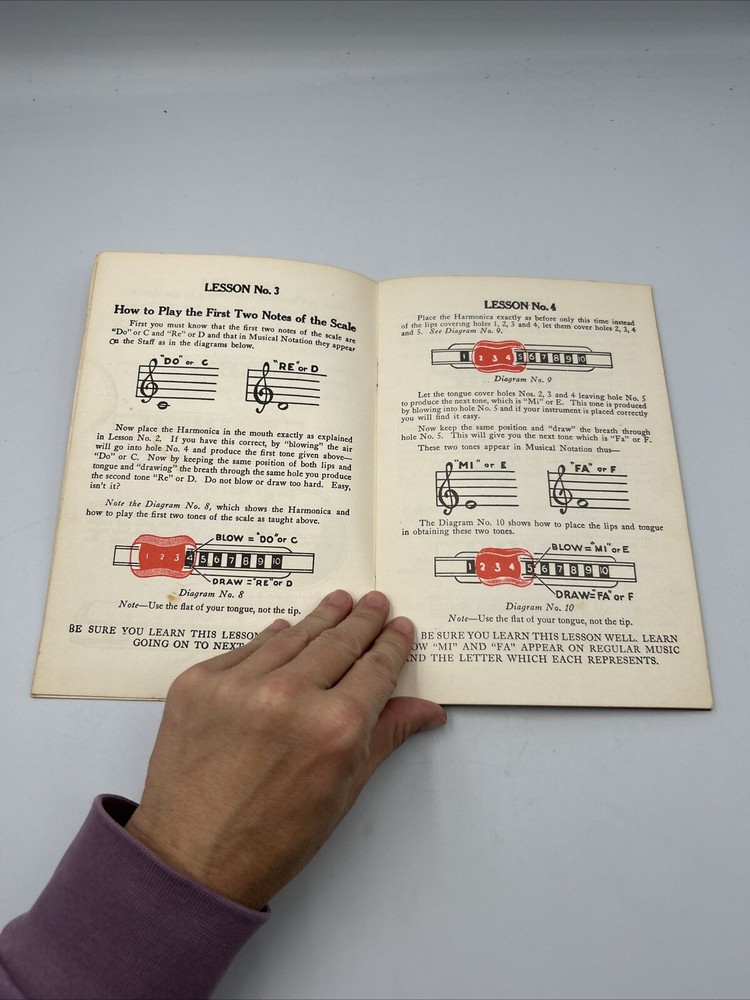 LESSON No. 3
How to Play the First Two Notes of the Scale
First you must know that the first two notes of the scale are
"Do" or C and "Re" or D and that in Musical Notation they appear
on the Staff as in the diagrams below.
"DO" or C
"RE" or D
Now place the Harmonica in the mouth exactly as explained
in Lesson No. 2. If you have this correct, by "blowing" the air
will go into hole No. 4 and produce the first tone given above—
"Do" or C. Now by keeping the same position of both lips and
tongue and "drawing" the breath through the same hole you produce
the second tone "Re" or D. Do not blow or draw too hard. Easy,
isn't it?
Note the Diagram No. 8, which shows the Harmonica and
how to play the first two tones of the scale as taught above.
BLOW = "DO" or C
1 2 3 4 5 6 7 8 9 10
DRAW = "RE" or D
Diagram No. 8
Note—Use the flat of your tongue, not the tip.
BE SURE YOU LEARN THIS LESSON
GOING ON TO NEXT
LESSON No. 4
Place the Harmonica exactly as before only this time instead
of the lips covering holes 1, 2, 3 and 4, let them cover holes 2, 3, 4
and 5. See Diagram No. 9.
1 2 3 4 5 6 7 8 9 10
Diagram No. 9
Let the tongue cover holes Nos. 2, 3 and 4 leaving hole No. 5
to produce the next tone, which is "Mi" or E. This tone is produced
by blowing into hole No. 5 and if your instrument is placed correctly
you will find it easy.
Now keep the same position and "draw" the breath through
hole No. 5. This will give you the next tone which is "Fa" or F.
These two tones appear in Musical Notation thus—
"MI" or E
"FA" or F
The Diagram No. 10 shows how to place the lips and tongue
in obtaining these two tones.
BLOW = "MI" or E
1 2 3 4 5 6 7 8 9 10
DRAW = "FA" or F
Diagram No. 10
Note—Use the flat of your tongue, not the tip.
BE SURE YOU LEARN THIS LESSON WELL. LEARN
OW "MI" AND "FA" APPEAR ON REGULAR MUSIC
ND THE LETTER WHICH EACH REPRESENTS.